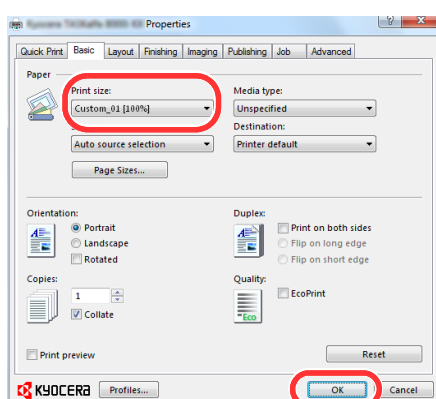 Properties
Quick Print Basic Layout Finishing Imaging Publishing Job Advanced
Paper
Print size: Media type:
Custom_01 [100%] Unspecified
Destination:
Auto source selection Printer default
Page Sizes...
Orientation: Duplex:
Portrait Print on both sides
Landscape Flip on long edge
Rotated Flip on short edge
Copies: Quality:
1 EcoPrint
Collate
Eco
Print preview Reset
KYOCERA Profiles... OK Cancel